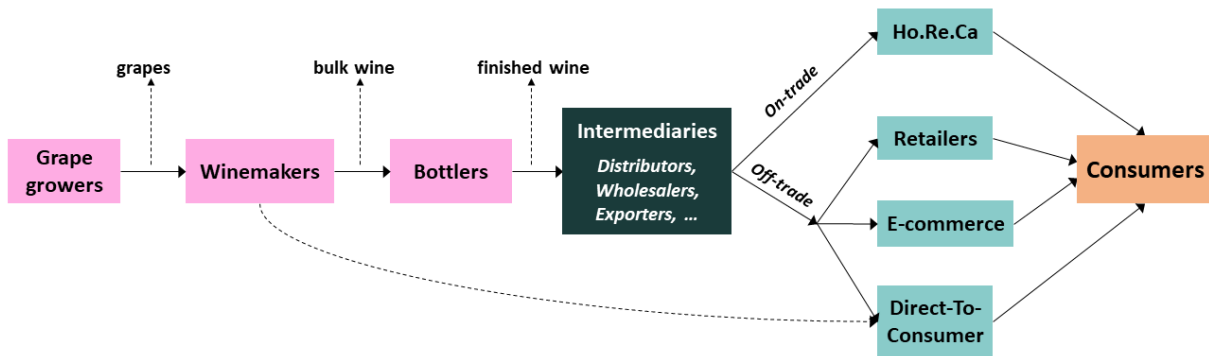 grapes
bulk wine
finished wine
Grape
growers
Winemakers
Bottlers
Intermediaries
Distributors,
Wholesalers,
Exporters, ...
On-trade
Off-trade
Ho.Re.Ca
Retailers
E-commerce
Direct-To-
Consumer
Consumers